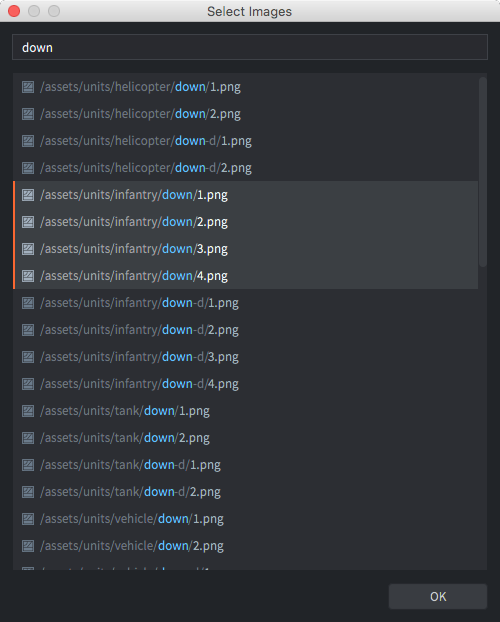 Select Images
down
/assets/units/helicopter/down/1.png
/assets/units/helicopter/down/2.png
/assets/units/helicopter/down-d/1.png
/assets/units/helicopter/down-d/2.png
/assets/units/infantry/down/1.png
/assets/units/infantry/down/2.png
/assets/units/infantry/down/3.png
/assets/units/infantry/down/4.png
/assets/units/infantry/down-d/1.png
/assets/units/infantry/down-d/2.png
/assets/units/infantry/down-d/3.png
/assets/units/infantry/down-d/4.png
/assets/units/tank/down/1.png
/assets/units/tank/down/2.png
/assets/units/tank/down-d/1.png
/assets/units/tank/down-d/2.png
/assets/units/vehicle/down/1.png
/assets/units/vehicle/down/2.png
OK